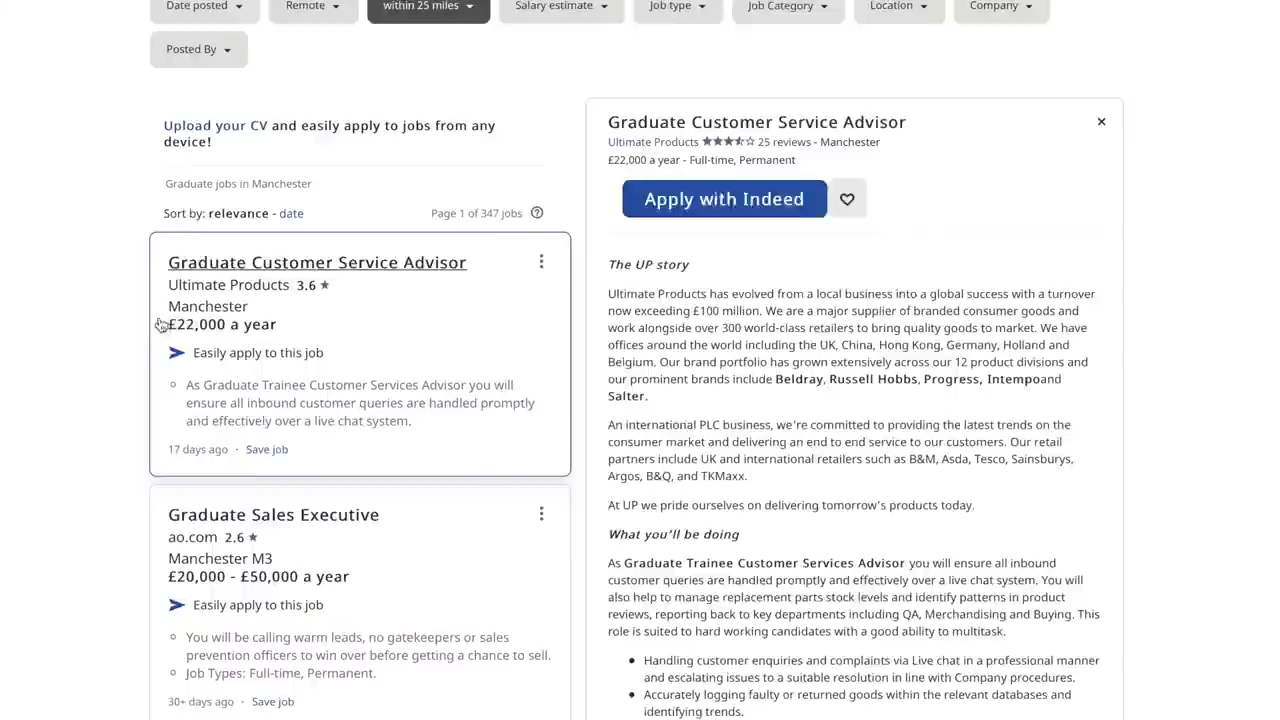 Date posted
Remote
within 25 miles
Salary estimate
Job type
Job Category
Location
Company
Posted By
Upload your CV and easily apply to jobs from any
device!
Graduate jobs in Manchester
Sort by: relevance - date
Page 1 of 347 jobs
Graduate Customer Service Advisor
Ultimate Products 3.6 ★
Manchester
£22,000 a year
Easily apply to this job
As Graduate Trainee Customer Services Advisor you will
ensure all inbound customer queries are handled promptly
and effectively over a live chat system.
17 days ago · Save job
Graduate Sales Executive
ao.com 2.6 ★
Manchester M3
£20,000 - £50,000 a year
Easily apply to this job
You will be calling warm leads, no gatekeepers or sales
prevention officers to win over before getting a chance to sell.
Job Types: Full-time, Permanent.
30+ days ago · Save job
Graduate Customer Service Advisor
Ultimate Products 25 reviews - Manchester
£22,000 a year - Full-time, Permanent
Apply with Indeed
The UP story
Ultimate Products has evolved from a local business into a global success with a turnover
now exceeding £100 million. We are a major supplier of branded consumer goods and
work alongside over 300 world-class retailers to bring quality goods to market. We have
offices around the world including the UK, China, Hong Kong, Germany, Holland and
Belgium. Our brand portfolio has grown extensively across our 12 product divisions and
our prominent brands include Beldray, Russell Hobbs, Progress, Intempoand
Salter.
An international PLC business, we're committed to providing the latest trends on the
consumer market and delivering an end to end service to our customers. Our retail
partners include UK and international retailers such as B&M, Asda, Tesco, Sainsburys,
Argos, B&Q, and TKMaxx.
At UP we pride ourselves on delivering tomorrow's products today.
What you'll be doing
As Graduate Trainee Customer Services Advisor you will ensure all inbound
customer queries are handled promptly and effectively over a live chat system. You will
also help to manage replacement parts stock levels and identify patterns in product
reviews, reporting back to key departments including QA, Merchandising and Buying. This
role is suited to hard working candidates with a good ability to multitask.
Handling customer enquiries and complaints via Live chat in a professional manner
and escalating issues to a suitable resolution in line with Company procedures.
Accurately logging faulty or returned goods within the relevant databases and
identifying trends.